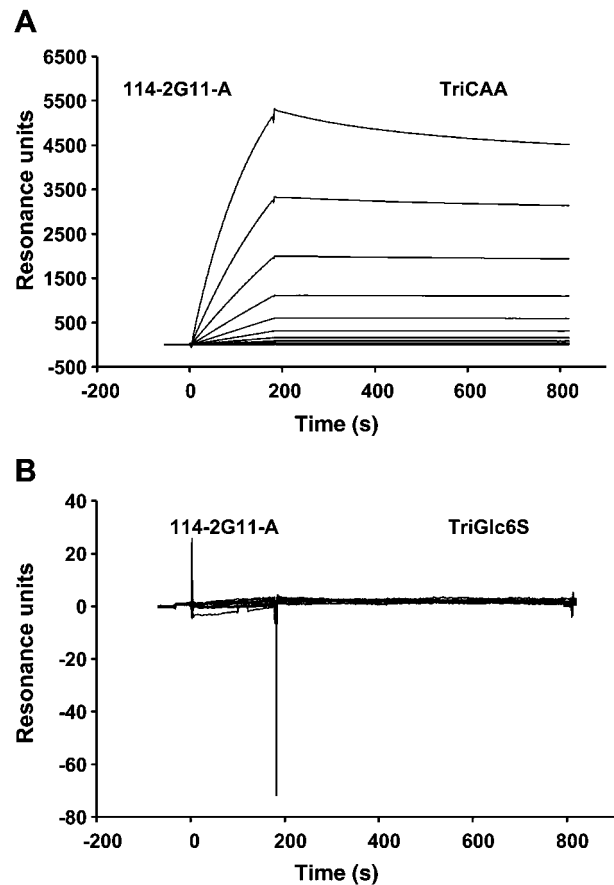 A
6500
5500
4500
3500
2500
1500
500
-500
114-2G11-A TriCAA
Resonance units
-200 0 200 400 600 800
Time (s)
B
40
20
0
-20
-40
-60
-80
114-2G11-A TriGlc6S
Resonance units
-200 0 200 400 600 800
Time (s)